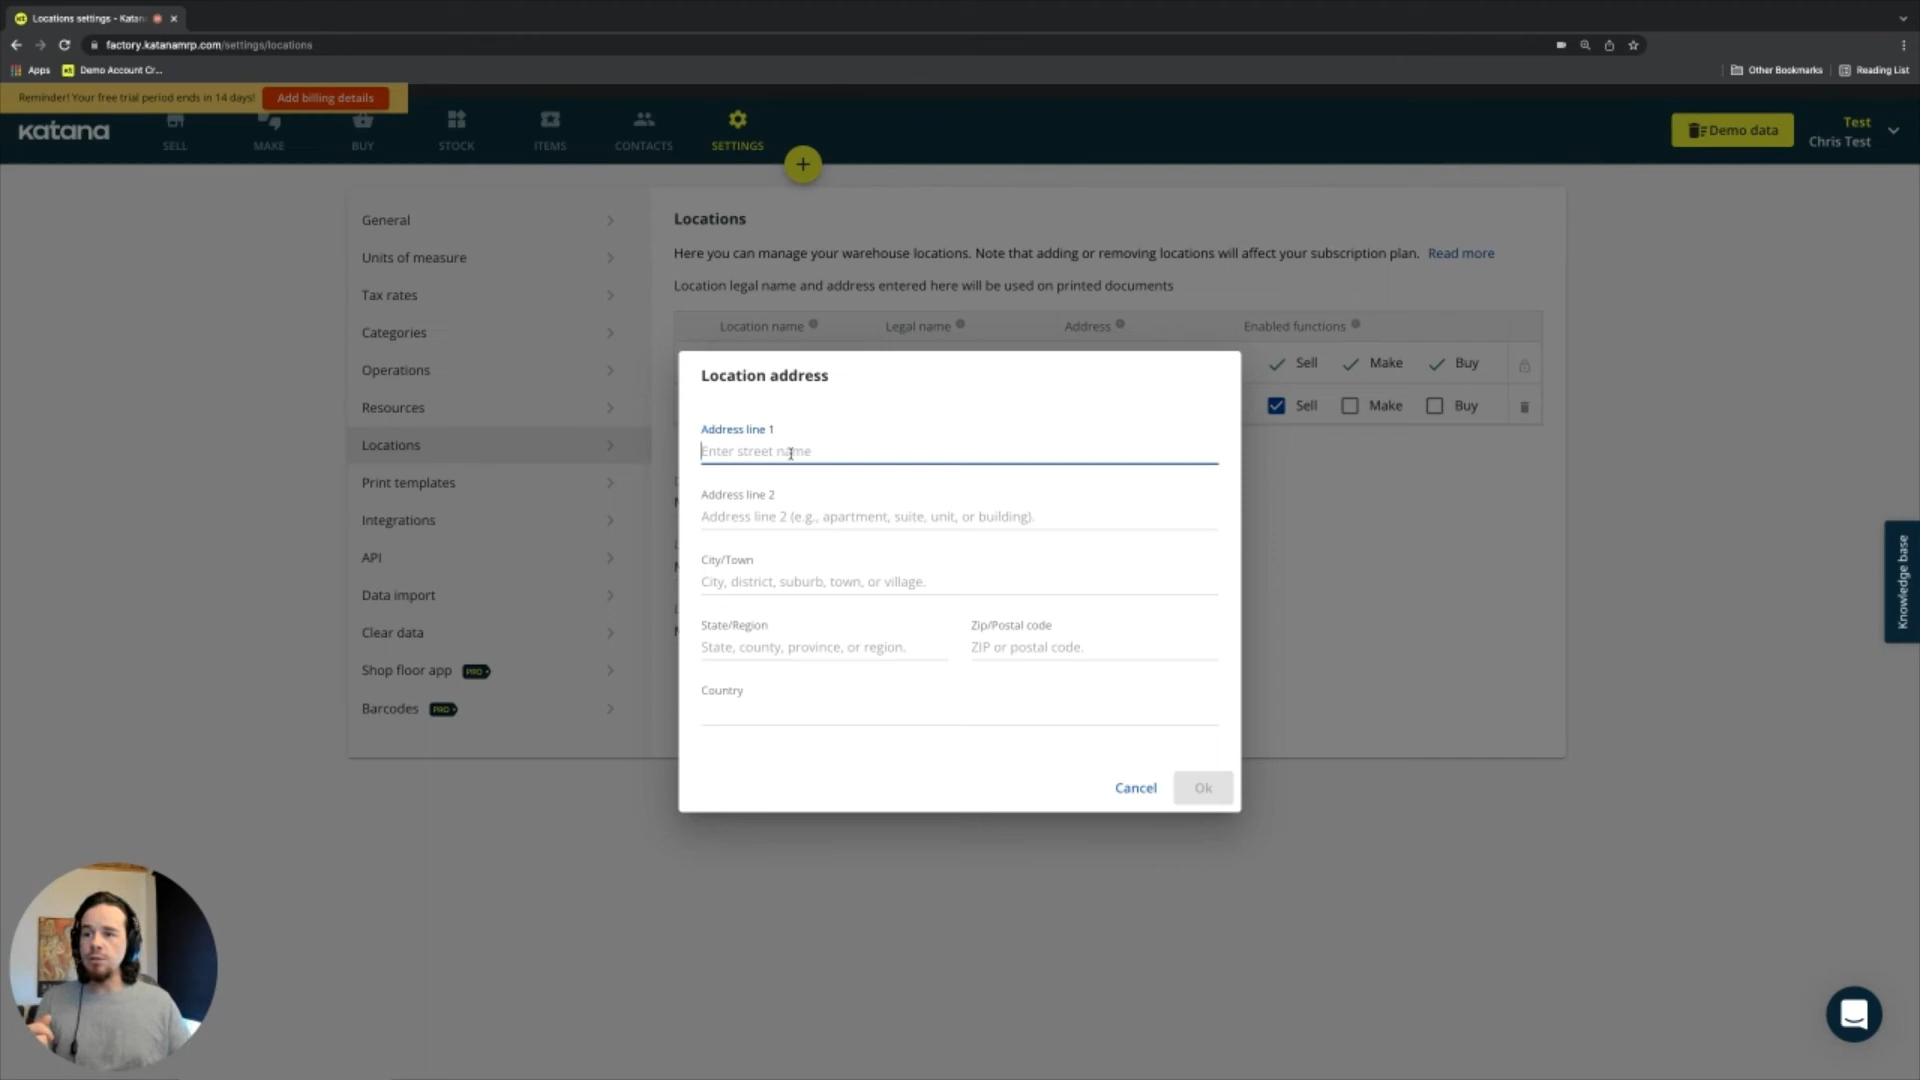 Locations settings - Katan
factory.katanamrp.com/settings/locations
Apps
Demo Account Cr...
Other Bookmarks
Reading List
Reminder! Your free trial period ends in 14 days!
Add billing details
katana
SELL
MAKE
BUY
STOCK
ITEMS
CONTACTS
SETTINGS
+
Demo data
Test
Chris Test
General
Units of measure
Tax rates
Categories
Operations
Resources
Locations
Print templates
Integrations
API
Data import
Clear data
Shop floor app PRO
Barcodes PRO
Locations
Here you can manage your warehouse locations. Note that adding or removing locations will affect your subscription plan. Read more
Location legal name and address entered here will be used on printed documents
Location name Legal name Address Enabled functions
Sell Make Buy
Sell Make Buy
Location address
Address line 1
Enter street name
Address line 2
Address line 2 (e.g., apartment, suite, unit, or building).
City/Town
City, district, suburb, town, or village.
State/Region Zip/Postal code
State, county, province, or region. ZIP or postal code.
Country
Cancel
Ok
Knowledge base